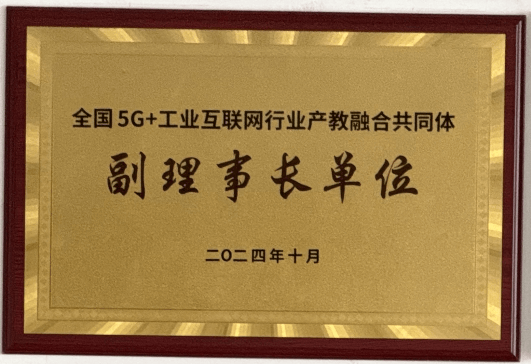 全国5G+工业互联网行业产教融合共同体
副理事长单位
二〇二四年十月